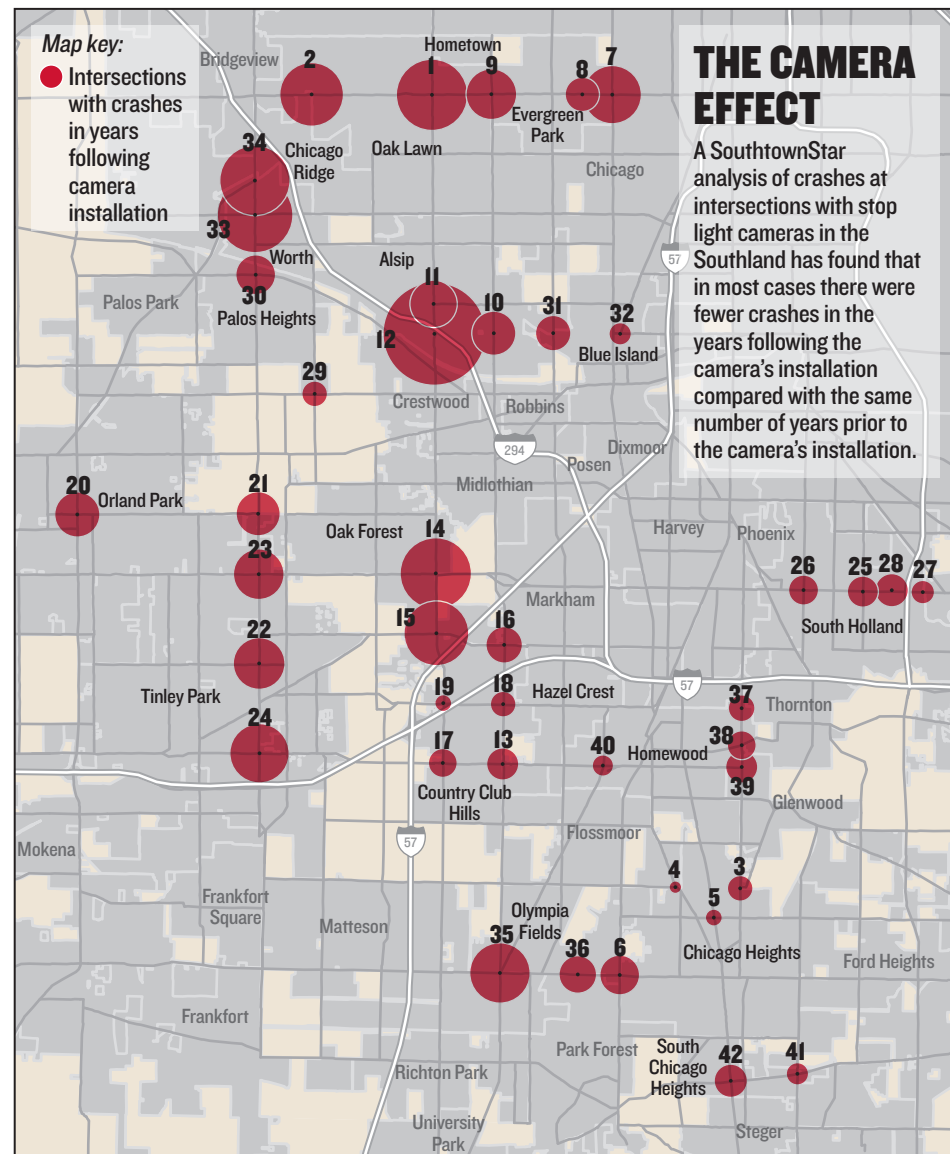 Map key:
Intersections
with crashes
in years
following
camera
installation
THE CAMERA
EFFECT
A SouthtownStar
analysis of crashes at
intersections with stop
light cameras in the
Southland has found that
in most cases there were
fewer crashes in the
years following the
camera's installation
compared with the same
number of years prior to
the camera's installation.
Bridgeview
2
Hometown
1
9
8
7
Evergreen
Park
Chicago
Ridge
Oak Lawn
Chicago
34
33
Worth
30
Palos Heights
Palos Park
Alsip
11
10
12
31
32
Blue Island
57
29
Crestwood
Robbins
294
Dixmoor
Posen
Midlothian
20
Orland Park
21
Oak Forest
14
Harvey
Phoenix
23
26
25
28
27
South Holland
15
16
Markham
22
Tinley Park
19
18
Hazel Crest
57
37
Thornton
24
17
13
40
Homewood
38
39
Country Club
Hills
Glenwood
57
Flossmoor
Mokena
4
3
5
Frankfort
Square
Matteson
Olympia
Fields
35
36
6
Chicago Heights
Ford Heights
Frankfort
Park Forest
South
Chicago
Heights
42
41
Richton Park
University
Park
Steger